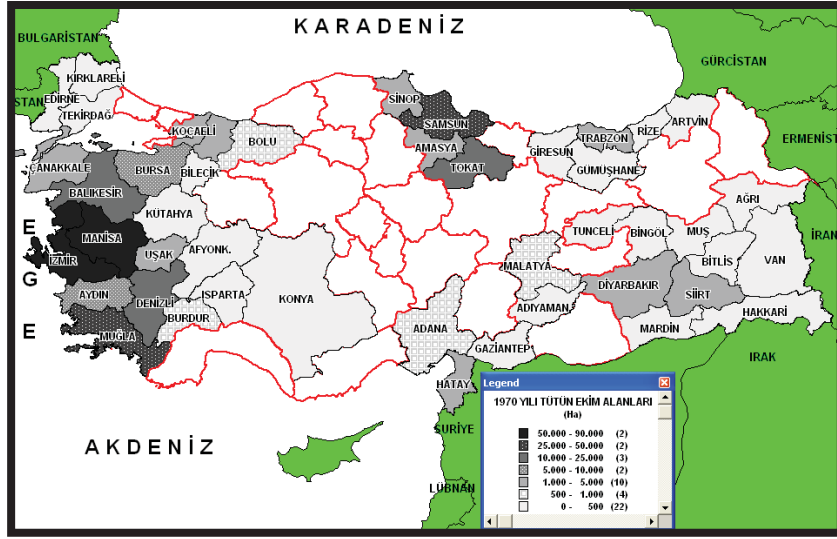 KARADENİZ
BULGARİSTAN
GÜRCİSTAN
KIRKLARELİ
EDİRNE
STAN
TEKİRDAĞ
SİNOP
SAMSUN
KOCAELİ
BOLU
AMASYA
TOKAT
GİRESUN
TRABZON
RİZE
ARTVİN
GÜMÜŞHANE
ERMENİST
ÇANAKKALE
BURSA
BİLECİK
BALIKESİR
KÜTAHYA
AĞRI
E
MANİSA
İZMİR
UŞAK
AFYONK.
TUNCELİ
BİNGÖL
MUŞ
İRAN
BİTLİS
VAN
G
AYDIN
DENİZLİ
ISPARTA
KONYA
MALATYA
DİYARBAKIR
SİİRT
ADIYAMAN
HAKKARİ
E
MUĞLA
BURDUR
ADANA
GAZİANTEP
MARDİN
IRAK
HATAY
SURİYE
AKDENİZ
LÜBNAN
Legend
1970 YILI TÜTÜN EKİM ALANLARI
(Ha)
50.000 - 90.000 (2)
25.000 - 50.000 (2)
10.000 - 25.000 (3)
5.000 - 10.000 (2)
1.000 - 5.000 (10)
500 - 1.000 (4)
0 - 500 (22)